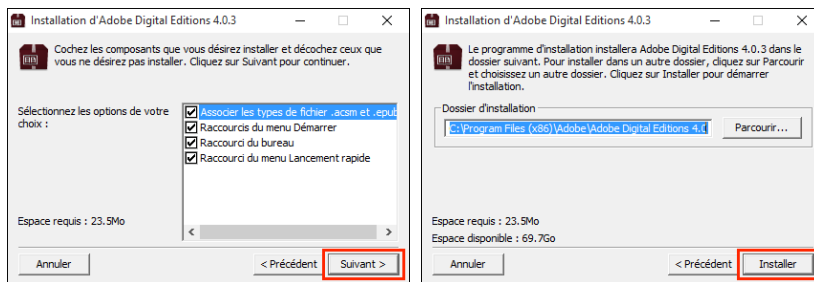 Installation d'Adobe Digital Editions 4.0.3
Cochez les composants que vous désirez installer et décochez ceux que
vous ne désirez pas installer. Cliquez sur Suivant pour continuer.
Sélectionnez les options de votre
choix :
Associer les types de fichier .acsm et .epub
Raccourcis du menu Démarrer
Raccourci du bureau
Raccourci du menu Lancement rapide
Espace requis : 23.5Mo
Annuler
< Précédent
Suivant >
Installation d'Adobe Digital Editions 4.0.3
Le programme d'installation installera Adobe Digital Editions 4.0.3 dans le
dossier suivant. Pour installer dans un autre dossier, cliquez sur Parcourir
et choisissez un autre dossier. Cliquez sur Installer pour démarrer
l'installation.
Dossier d'installation
C:\Program Files (x86)\Adobe\Adobe Digital Editions 4.0
Parcourir...
Espace requis : 23.5Mo
Espace disponible : 69.7Go
Annuler
< Précédent
Installer